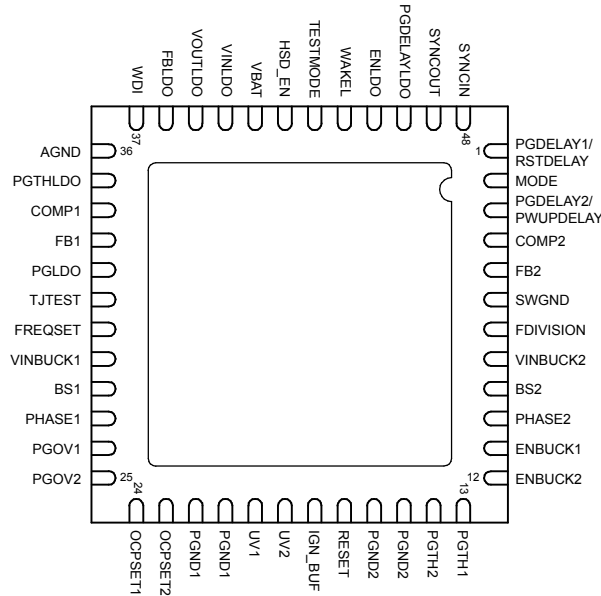 WDI
FBLDO
VOUTLDO
VINLDO
VBAT
HSD_EN
TESTMODE
WAKEL
ENLDO
PGDELAYLDO
SYNCOUT
SYNCIN
37
48
AGND
36
PGTHLDO
COMP1
FB1
PGLDO
TJTEST
FREQSET
VINBUCK1
BS1
PHASE1
PGOV1
PGOV2
25
1
PGDELAY1/
RSTDELAY
MODE
PGDELAY2/
PWUPDELAY
COMP2
FB2
SWGND
FDIVISION
VINBUCK2
BS2
PHASE2
ENBUCK1
12
ENBUCK2
24
13
OCPSET1
OCPSET2
PGND1
PGND1
UV1
UV2
IGN_BUF
RESET
PGND2
PGND2
PGTH2
PGTH1